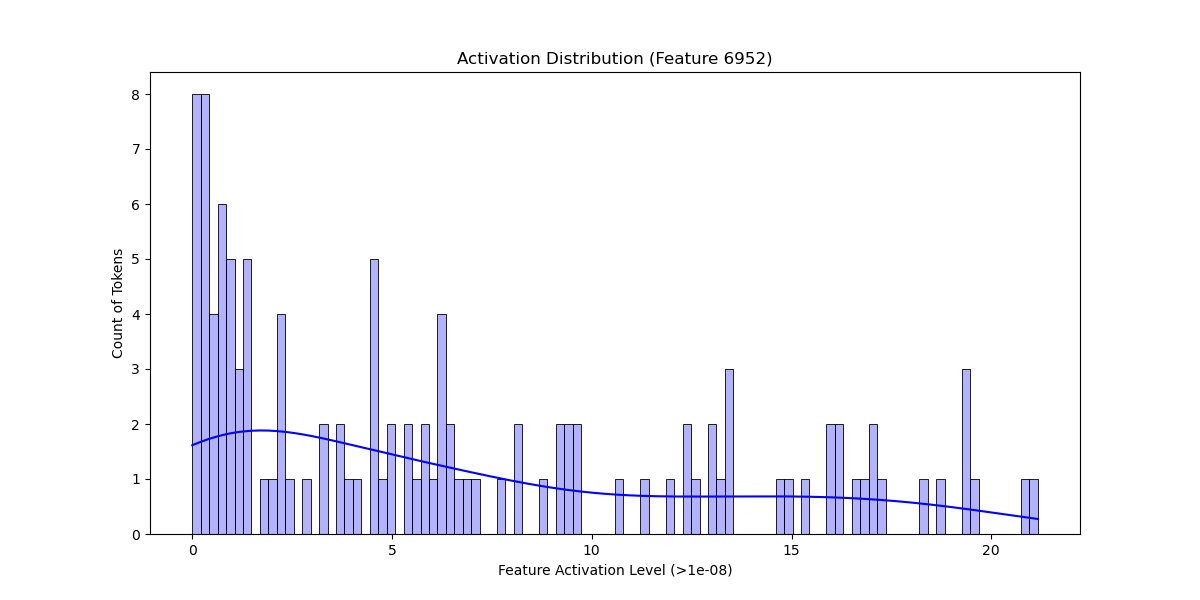 Activation Distribution (Feature 6952)
8
7
6
5
4
3
2
1
0
Count of Tokens
0 5 10 15 20
Feature Activation Level (>1e-08)